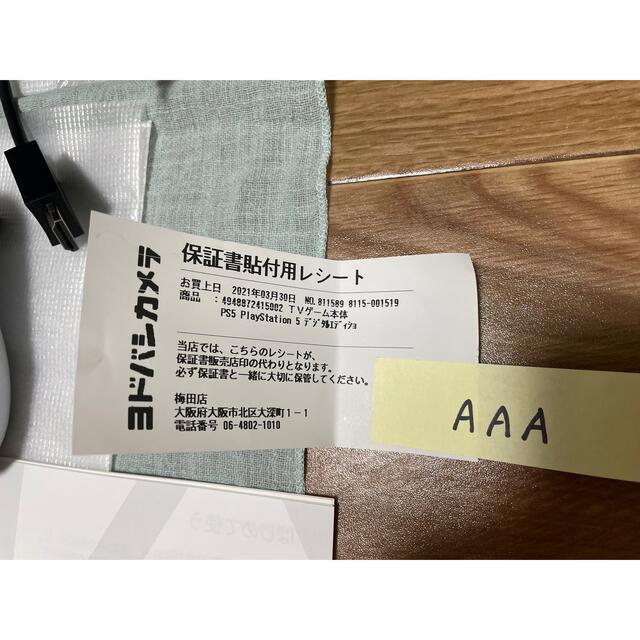 ヨドバシカメラ
保証書貼付用レシート
お買上日 2021年03月30日 NO.811589 8115-001519
商品 :4948872415002 TVゲーム本体
PS5 PlayStation 5 デジタルエディショ
当店では、こちらのレシートが、
保証書販売店印の代わりとなります。
必ず保証書と一緒に大切に保管してください。
梅田店
大阪府大阪市北区大深町1-1
電話番号 06-4802-1010
AAA
はじめて使う